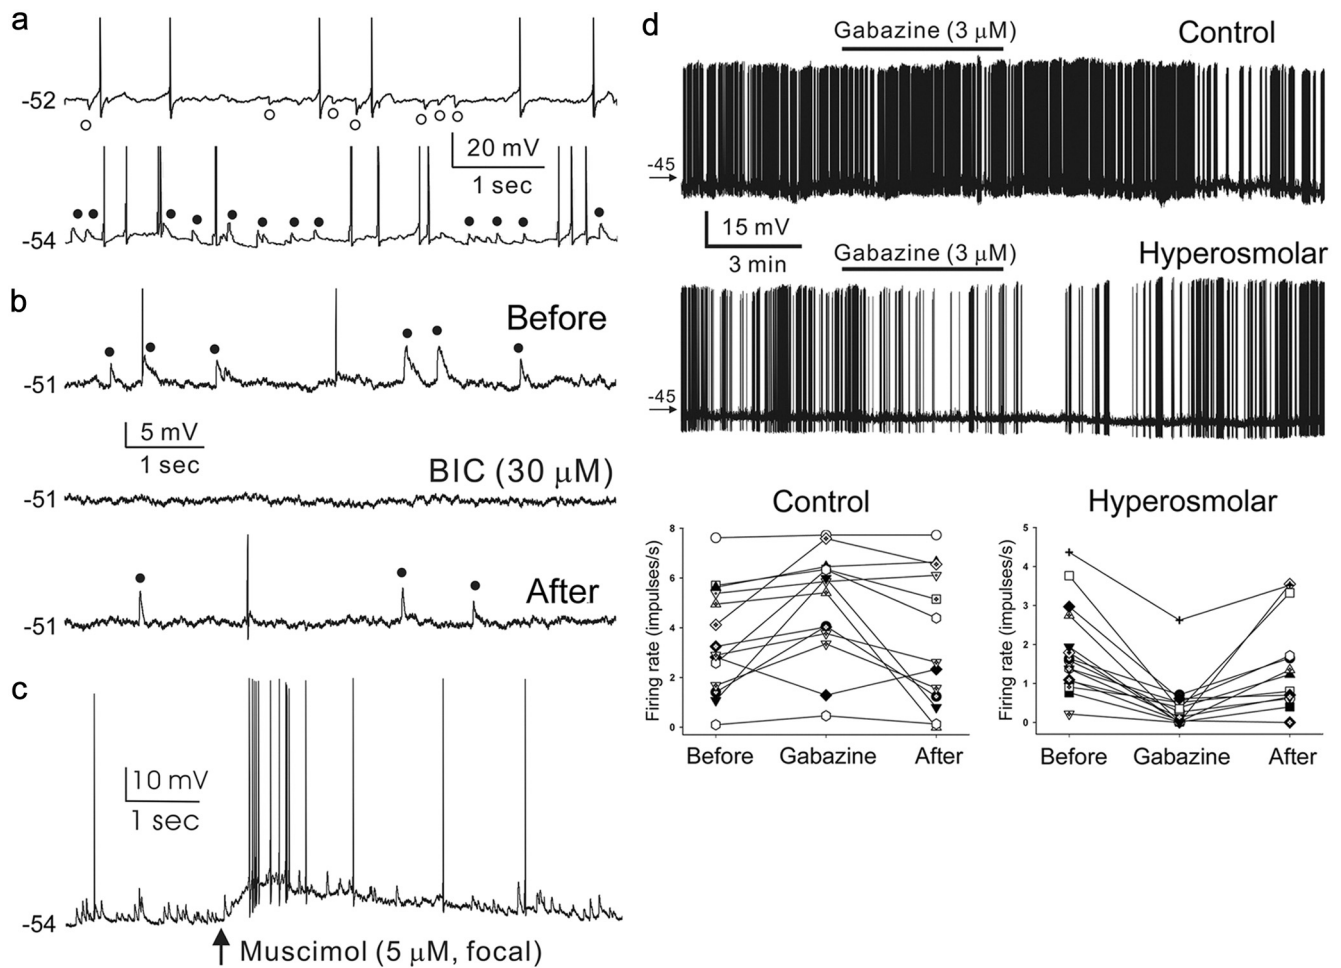 a
-52
20 mV
1 sec
-54
b
Before
-51
5 mV
1 sec
BIC (30 μM)
-51
After
-51
c
10 mV
1 sec
-54
Muscimol (5 μM, focal)
d
Gabazine (3 μM)
Control
-45
15 mV
3 min
Gabazine (3 μM)
Hyperosmolar
-45
Control
Firing rate (impulses/s)
8
6
4
2
0
Before Gabazine After
Hyperosmolar
Firing rate (impulses/s)
5
4
3
2
1
0
Before Gabazine After